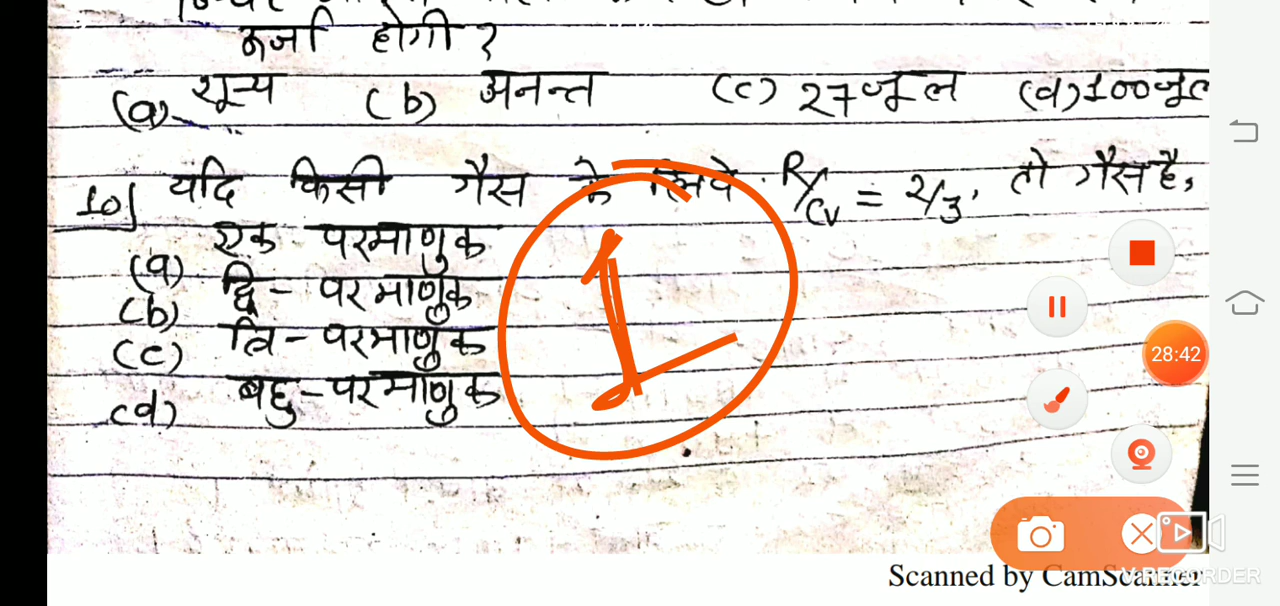 ऊर्जा होगी?
(a) शून्य (b) अनन्त (c) 27 जूल (d) 100 जूल
10] यदि किसी गैस के लिये R/Cv = 2/3, तो गैस है,
(a) एक परमाणुक
(b) द्वि-परमाणुक
(c) त्रि-परमाणुक
(d) बहु-परमाणुक
1
28:42
Scanned by CamScanner
V RECORDER